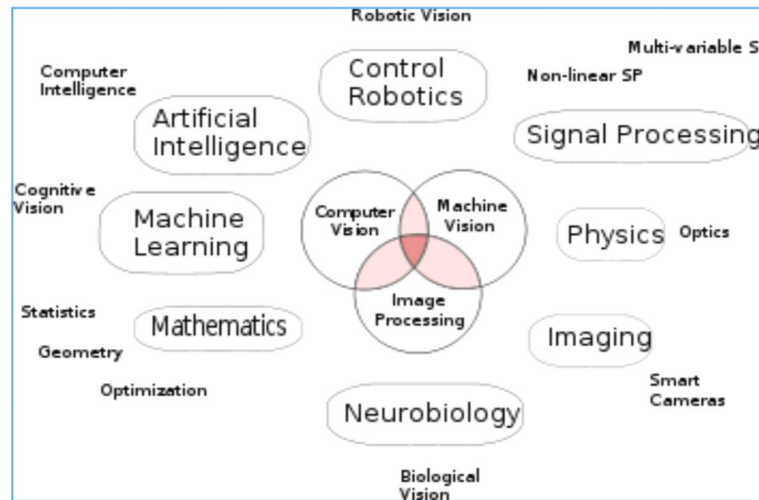 Robotic Vision
Multi-variable S
Non-linear SP
Computer
Intelligence
Control
Robotics
Artificial
Intelligence
Signal Processing
Cognitive
Vision
Machine
Learning
Computer
Vision
Machine
Vision
Physics
Optics
Image
Processing
Statistics
Mathematics
Geometry
Imaging
Optimization
Smart
Cameras
Neurobiology
Biological
Vision